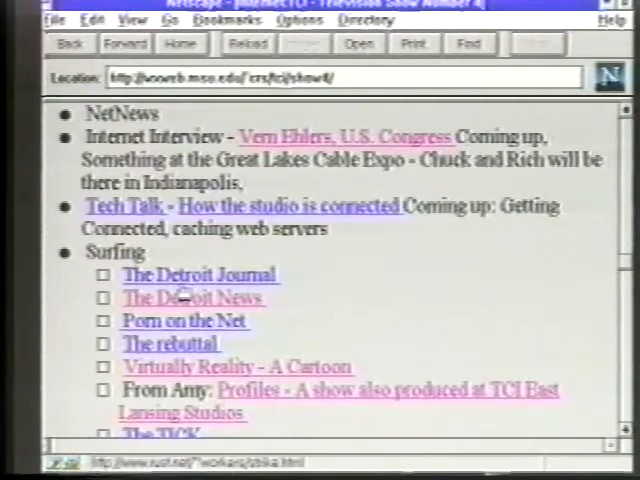 Netscape - [InternetTCI - Television Show Number 4]
File Edit View Go Bookmarks Options Directory Help
Back Forward Home Reload Open Print Find
Location:
NetNews
Internet Interview - Vern Ehlers, U.S. Congress Coming up,
Something at the Great Lakes Cable Expo - Chuck and Rich will be
there in Indianapolis,
Tech Talk - How the studio is connected Coming up: Getting
Connected, caching web servers
Surfing
The Detroit Journal
The Detroit News
Porn on the Net
The rebuttal
Virtually Reality - A Cartoon
From Amy: Profiles - A show also produced at TCI East
Lansing Studios
The TICK